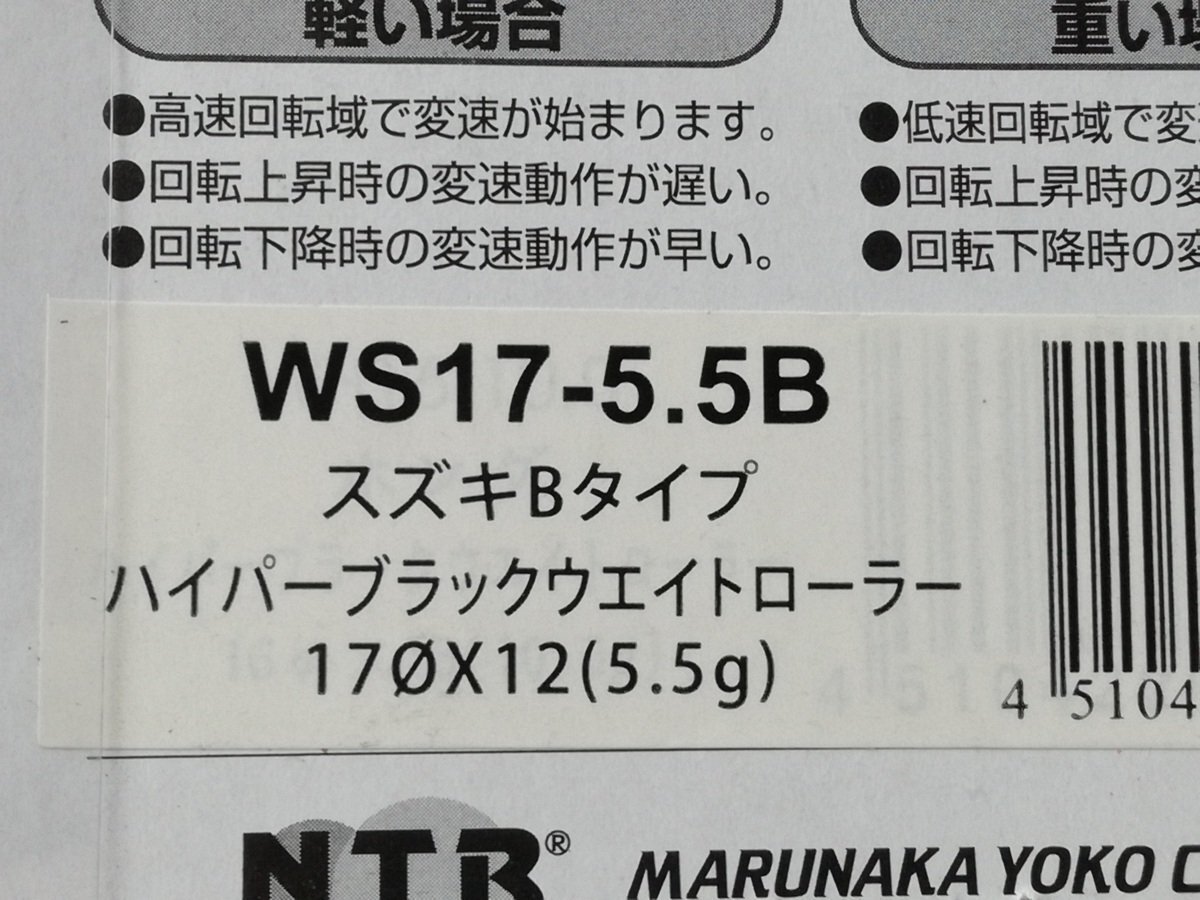 軽い場合
重い場
●高速回転域で変速が始まります。
●回転上昇時の変速動作が遅い。
●回転下降時の変速動作が早い。
●低速回転域で変
●回転上昇時の変
●回転下降時の変
WS17-5.5B
スズキBタイプ
ハイパーブラックウエイトローラー
17ØX12(5.5g)
4 5104
NTB®
MARUNAKA YOKO C